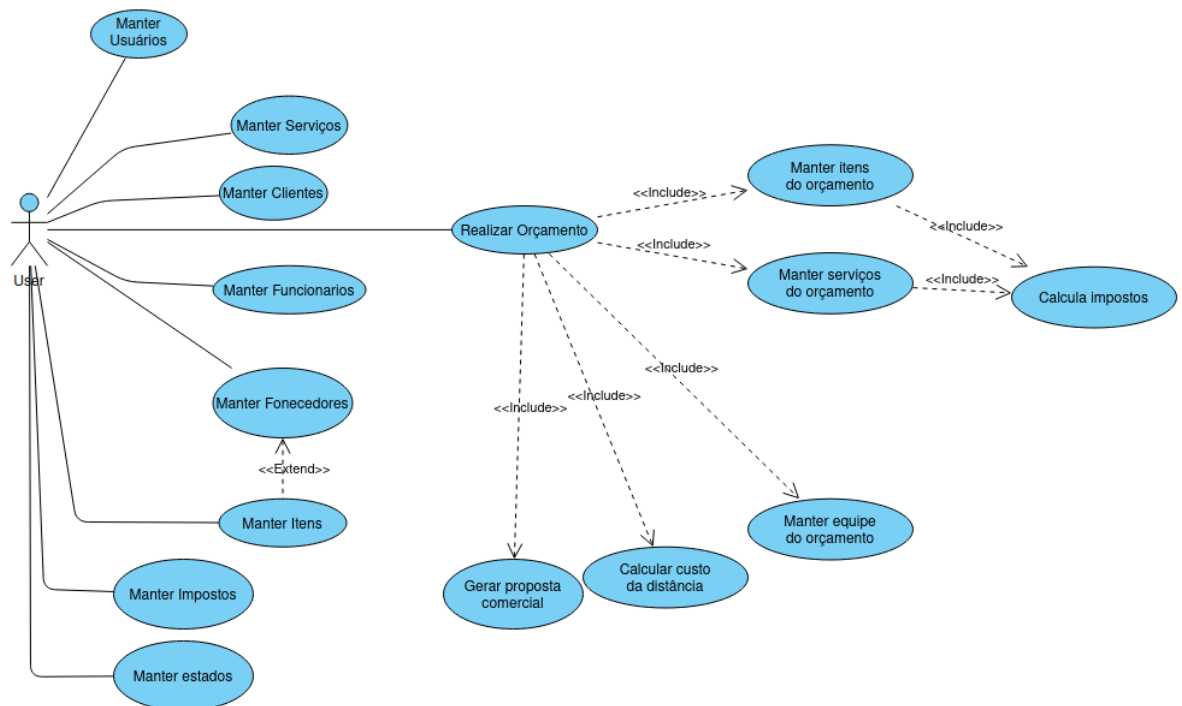 Manter
Usuários
Manter Serviços
Manter Clientes
User
Realizar Orçamento
Manter Funcionarios
Manter Fonecedores
<<Extend>>
Manter Itens
Manter Impostos
Manter estados
<<Include>>
Manter itens
do orçamento
<<Include>>
<<Include>>
Manter serviços
do orçamento
<<Include>>
Calcula impostos
<<Include>>
<<Include>>
<<Include>>
Gerar proposta
comercial
Calcular custo
da distância
Manter equipe
do orçamento